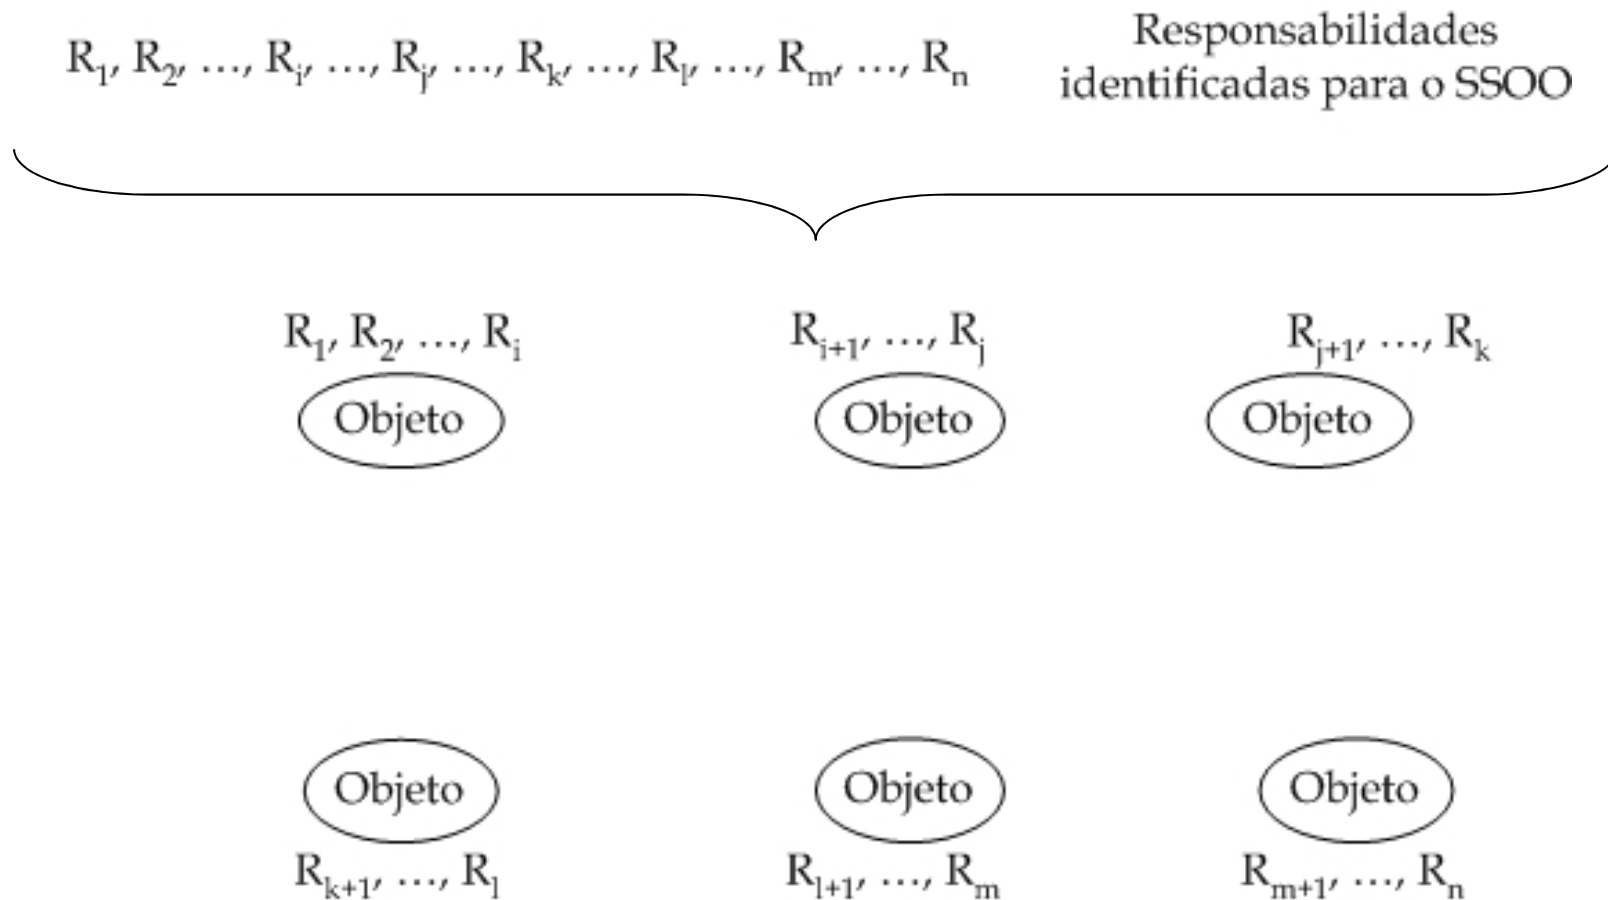 R₁, R₂, ..., Rᵢ, ..., Rⱼ, ..., Rₖ, ..., Rₗ, ..., Rₘ, ..., Rₙ
Responsabilidades
identificadas para o SSOO
R₁, R₂, ..., Rᵢ
Rᵢ₊₁, ..., Rⱼ
Rⱼ₊₁, ..., Rₖ
Objeto
Objeto
Objeto
Objeto
Objeto
Objeto
Rₖ₊₁, ..., Rₗ
Rₗ₊₁, ..., Rₘ
Rₘ₊₁, ..., Rₙ